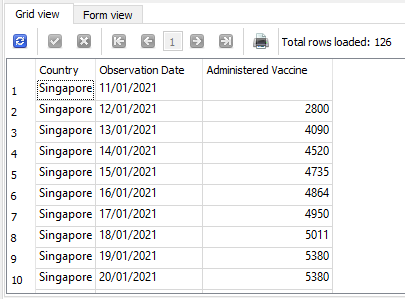 Grid view Form view
1 Total rows loaded: 126
Country Observation Date Administered Vaccine
1 Singapore 11/01/2021
2 Singapore 12/01/2021 2800
3 Singapore 13/01/2021 4090
4 Singapore 14/01/2021 4520
5 Singapore 15/01/2021 4735
6 Singapore 16/01/2021 4864
7 Singapore 17/01/2021 4950
8 Singapore 18/01/2021 5011
9 Singapore 19/01/2021 5380
10 Singapore 20/01/2021 5380